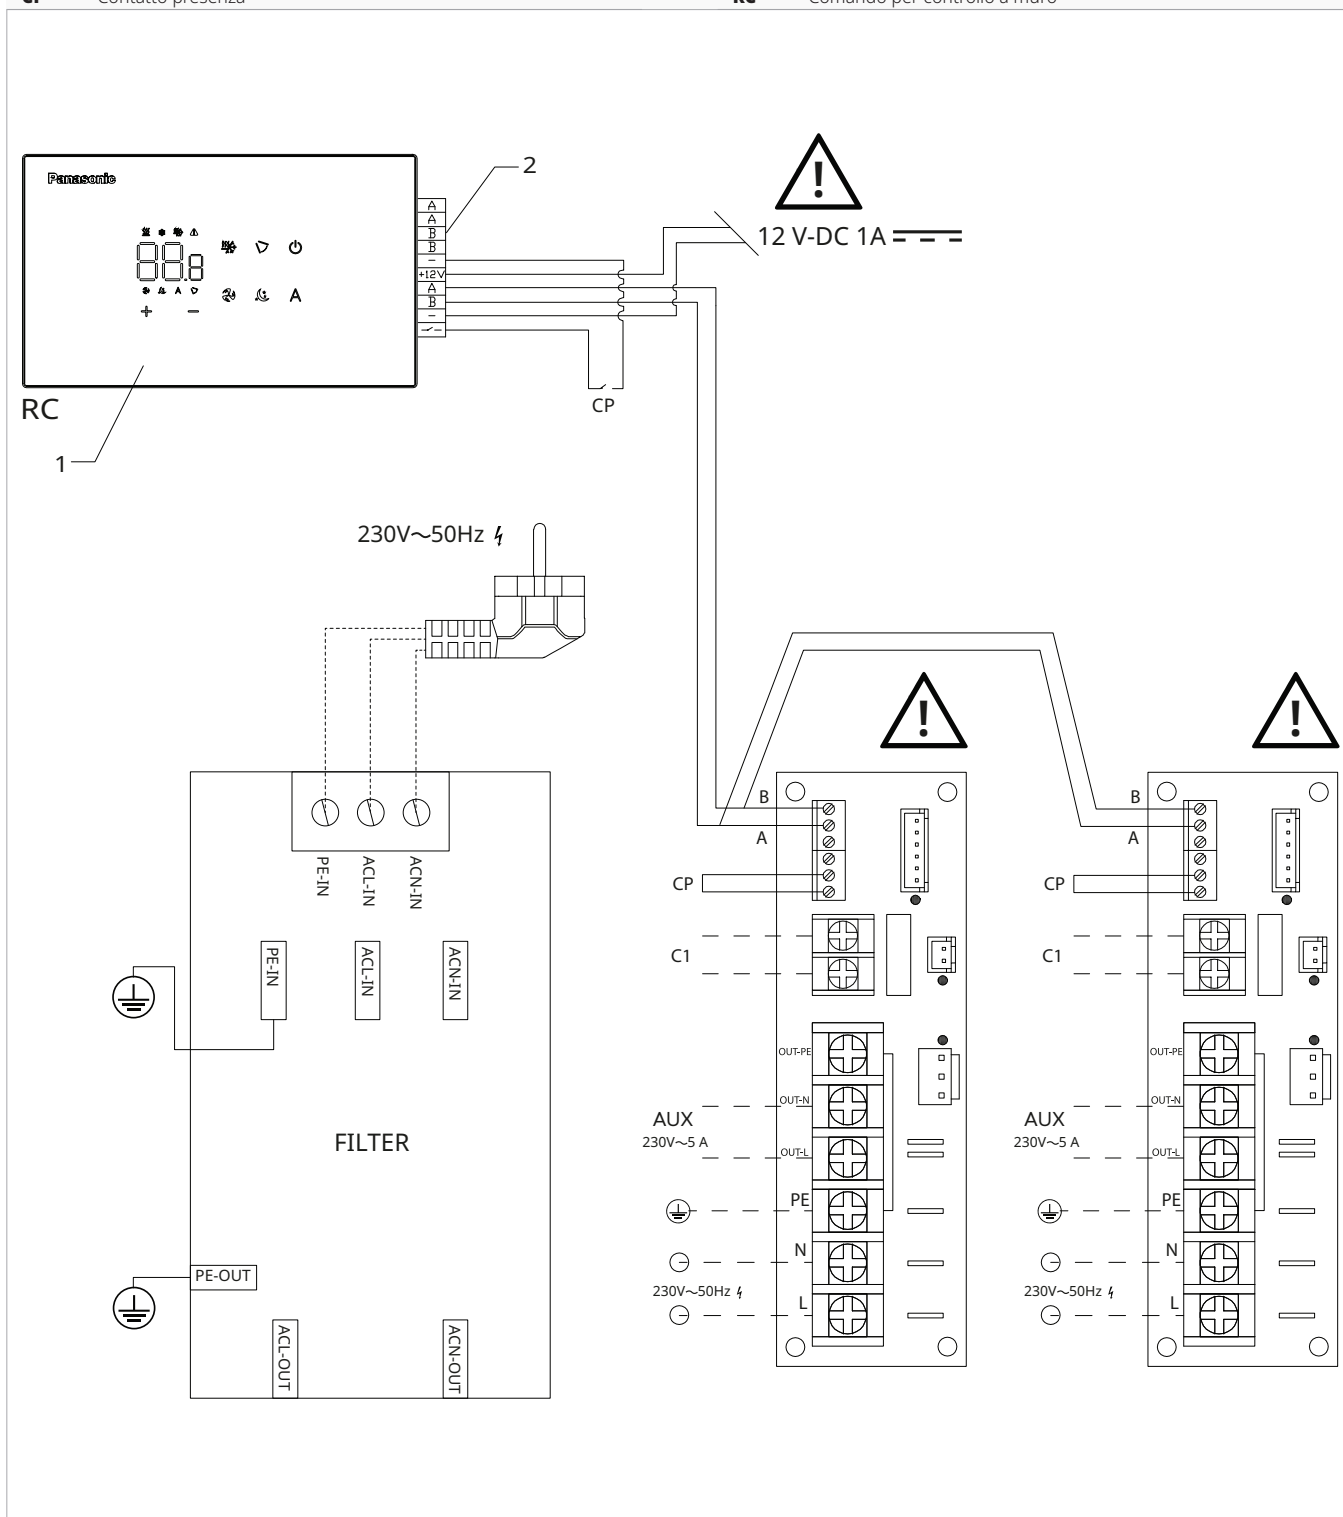 CP Contatto presenza
RC Comando per controllo a muro
2
Panasonic
A
A
B
B
−
+12V
A
B
−
12 V-DC 1A
A
+ −
RC
CP
1
230V~50Hz
B
A
CP
C1
OUT-PE
OUT-N
AUX
230V~5 A
OUT-L
PE
N
230V~50Hz
L
B
A
CP
C1
OUT-PE
OUT-N
AUX
230V~5 A
OUT-L
PE
N
230V~50Hz
L
PE-IN
ACL-IN
ACN-IN
PE-IN
ACL-IN
ACN-IN
FILTER
PE-OUT
ACL-OUT
ACN-OUT